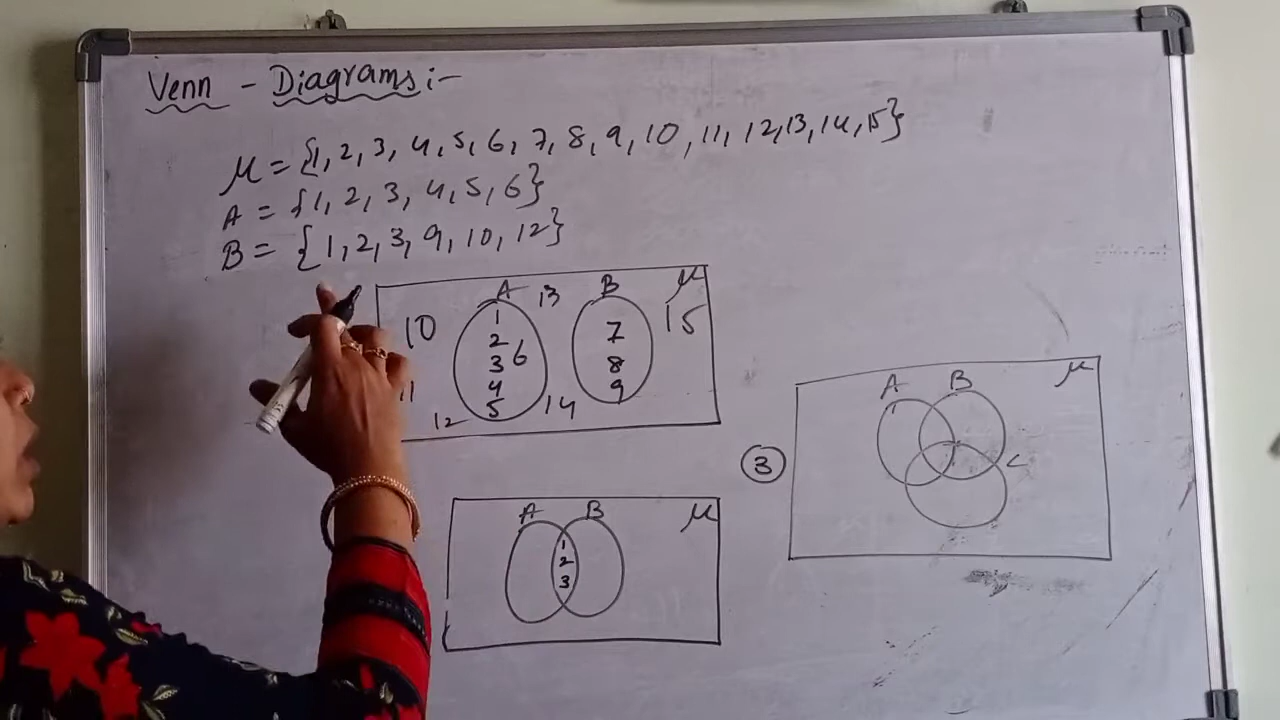 Venn - Diagrams :-
μ = {1, 2, 3, 4, 5, 6, 7, 8, 9, 10, 11, 12, 13, 14, 15}
A = {1, 2, 3, 4, 5, 6}
B = {1, 2, 3, 9, 10, 12}
A 13 B μ
10 1 7 15
2
3 6 8
11 4 9
12 5 14
A B μ
1
2
3
3
A B μ
C